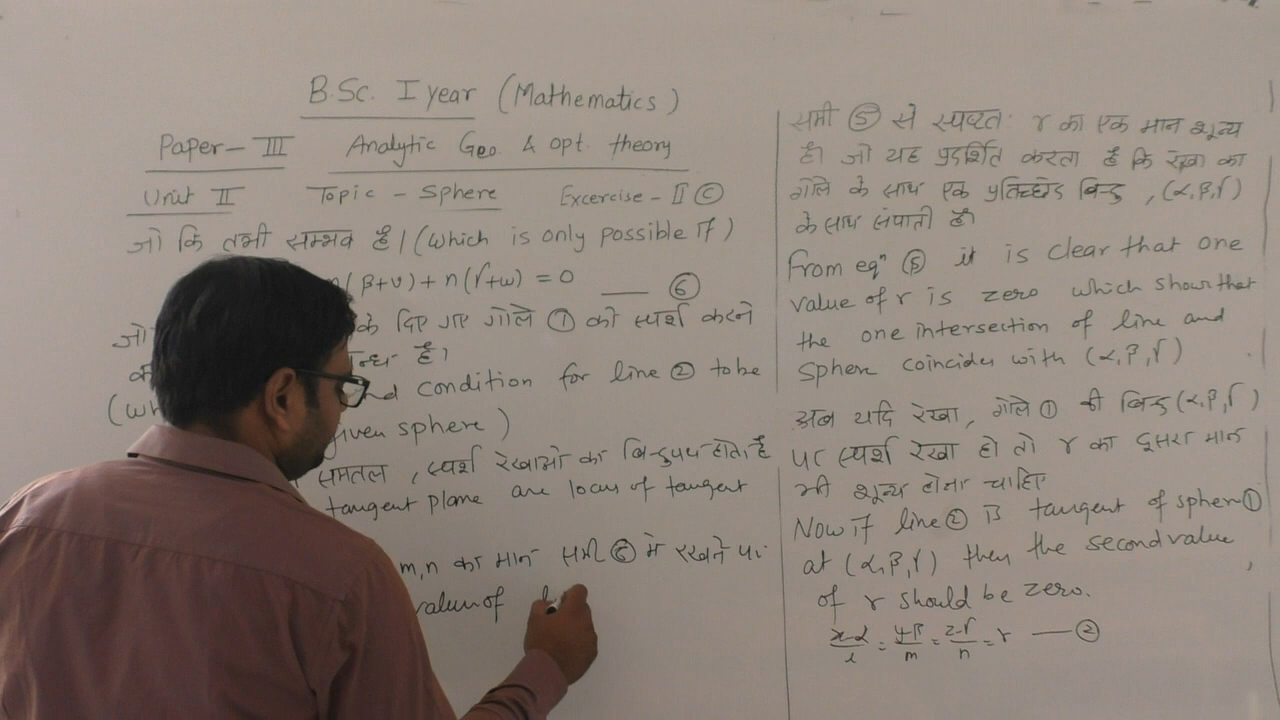 B.Sc. I year (Mathematics)
Paper-III Analytic Geo & opt. theory
Unit II Topic - Sphere Excercise - II C
जो कि तभी सम्भव है। (which is only possible if)
(β+v)+n(γ+w)=0 — 6
जो के दिए गए गोले 1 को स्पर्श करने
है।
condition for line 2 to be
given sphere)
समतल, स्पर्श रेखाओं का बिन्दुपथ होता है
tangent plane are locus of tangent
m,n का मान समी 6 में रखने पर
value of
समी 5 से स्पष्टतः r का एक मान शून्य
है। जो यह प्रदर्शित करता है कि रेखा का
गोले के साथ एक प्रतिच्छेद बिन्दु, (α,β,γ)
के साथ संपाती है।
From eqⁿ 5 it is clear that one
value of r is zero which show that
the one intersection of line and
Sphere coincides with (α,β,γ)
अब यदि रेखा, गोले 1 की बिन्दु (α,β,γ)
पर स्पर्श रेखा हो तो r का दूसरा मान
भी शून्य होना चाहिए
Now if line 2 is tangent of sphere 1
at (α,β,γ) then the second value
of r should be zero.
x-α/l = y-β/m = z-γ/n = r — 2